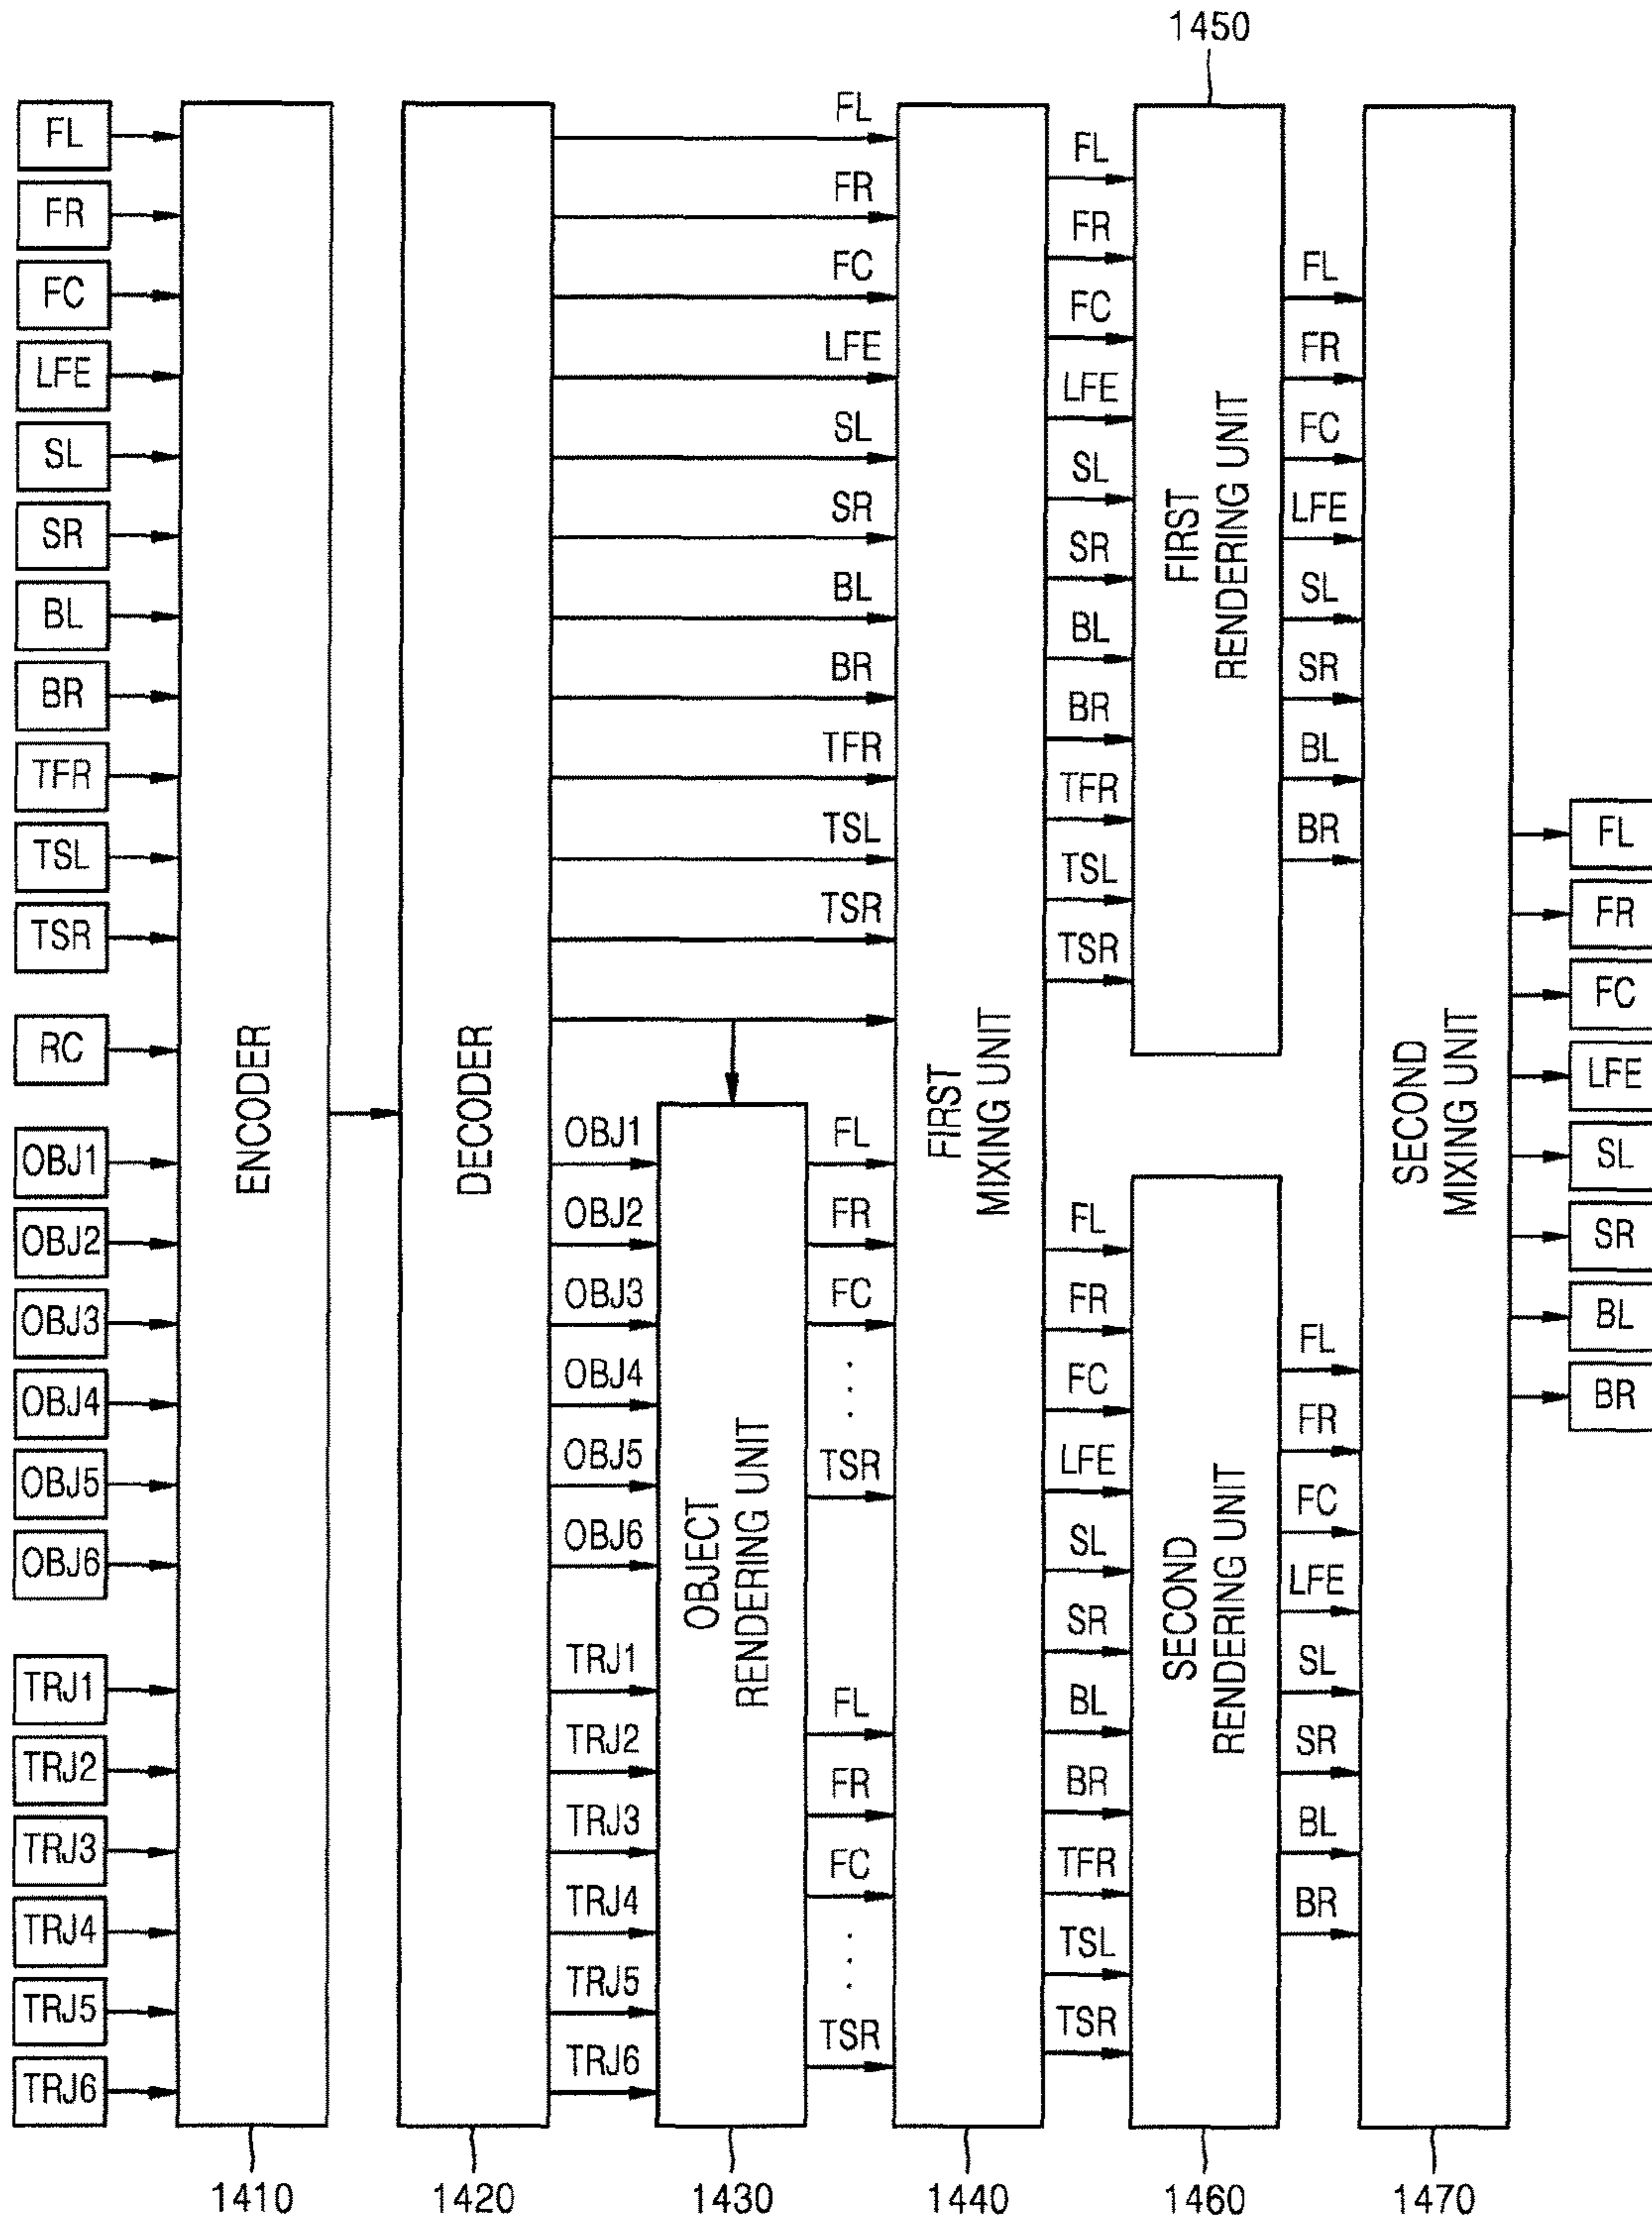 1450
FL
FR
FC
LFE
SL
SR
BL
BR
TFR
TSL
TSR
RC
OBJ1
OBJ2
OBJ3
OBJ4
OBJ5
OBJ6
TRJ1
TRJ2
TRJ3
TRJ4
TRJ5
TRJ6
ENCODER
DECODER
FL
FR
FC
LFE
SL
SR
BL
BR
TFR
TSL
TSR
OBJ1
OBJ2
OBJ3
OBJ4
OBJ5
OBJ6
TRJ1
TRJ2
TRJ3
TRJ4
TRJ5
TRJ6
OBJECT
RENDERING UNIT
FL
FR
FC
TSR
FL
FR
FC
TSR
FIRST
MIXING UNIT
FL
FR
FC
LFE
SL
SR
BL
BR
TFR
TSL
TSR
FL
FR
FC
LFE
SL
SR
BL
BR
TFR
TSL
TSR
FIRST
RENDERING UNIT
SECOND
RENDERING UNIT
FL
FR
FC
LFE
SL
SR
BL
BR
FL
FR
FC
LFE
SL
SR
BL
BR
SECOND
MIXING UNIT
FL
FR
FC
LFE
SL
SR
BL
BR
1410
1420
1430
1440
1460
1470